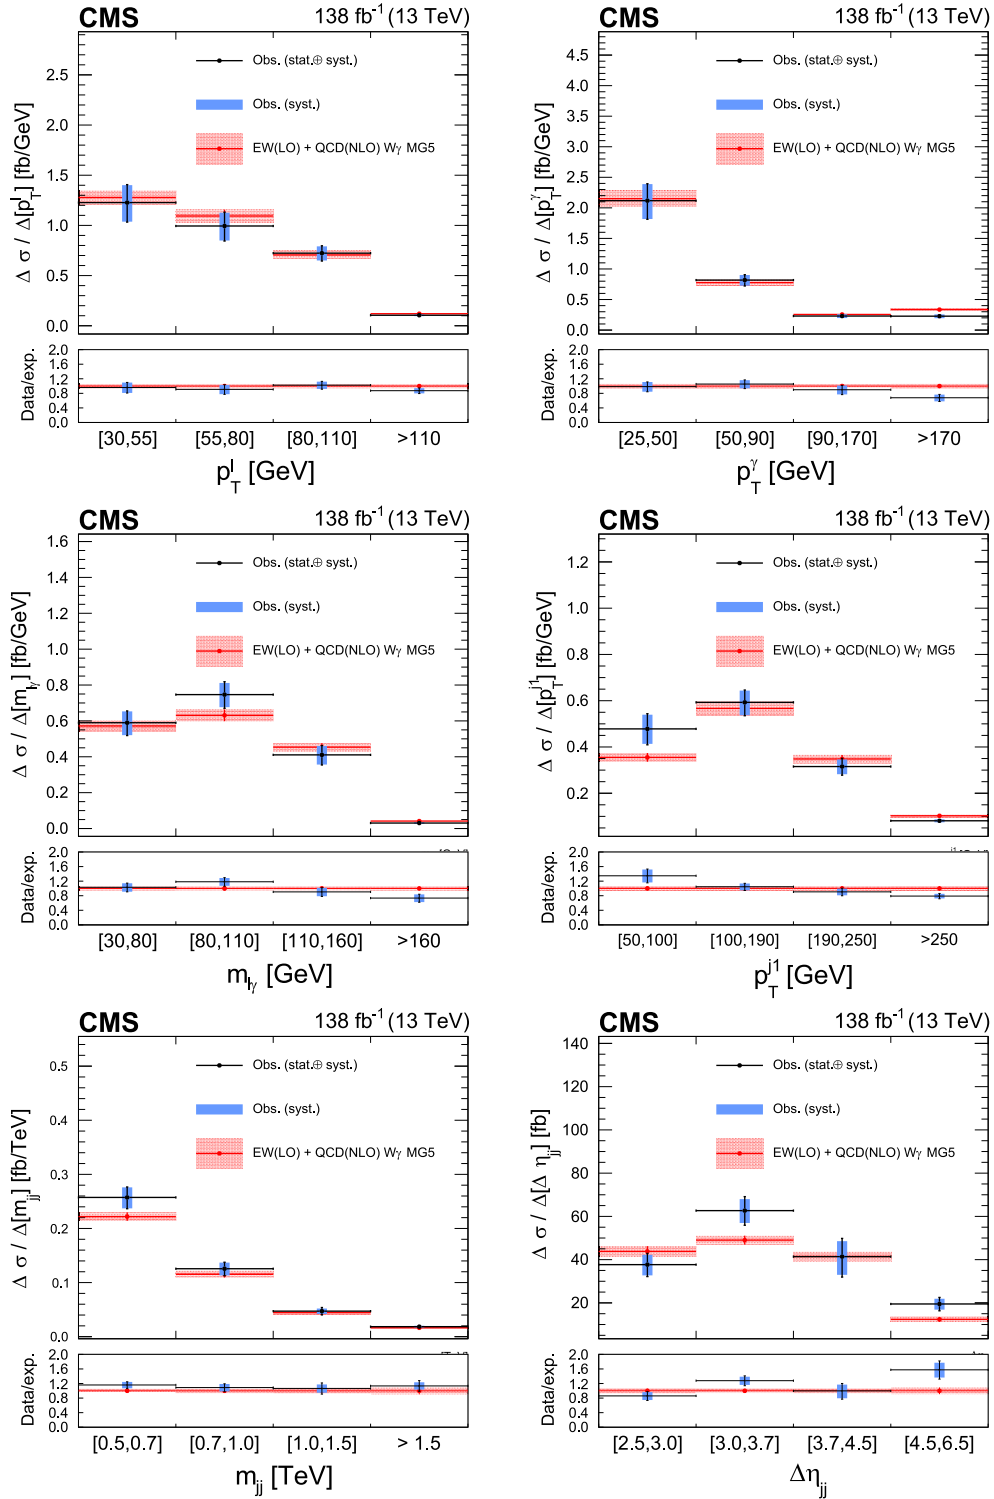 CMS 138 fb⁻¹ (13 TeV)
Δ σ / Δ[p_T^l] [fb/GeV]
2.5
2.0
1.5
1.0
0.5
0.0
Obs. (stat.⊕ syst.)
Obs. (syst.)
EW(LO) + QCD(NLO) Wγ MG5
Data/exp.
2.0
1.6
1.2
0.8
0.4
[30,55] [55,80] [80,110] >110
p_T^l [GeV]
CMS 138 fb⁻¹ (13 TeV)
Δ σ / Δ[p_T^γ] [fb/GeV]
4.5
4.0
3.5
3.0
2.5
2.0
1.5
1.0
0.5
0.0
Obs. (stat.⊕ syst.)
Obs. (syst.)
EW(LO) + QCD(NLO) Wγ MG5
Data/exp.
2.0
1.6
1.2
0.8
0.4
[25,50] [50,90] [90,170] >170
p_T^γ [GeV]
CMS 138 fb⁻¹ (13 TeV)
Δ σ / Δ[m_lγ] [fb/GeV]
1.6
1.4
1.2
1.0
0.8
0.6
0.4
0.2
0.0
Obs. (stat.⊕ syst.)
Obs. (syst.)
EW(LO) + QCD(NLO) Wγ MG5
Data/exp.
2.0
1.6
1.2
0.8
0.4
0.0
[30,80] [80,110] [110,160] >160
m_lγ [GeV]
CMS 138 fb⁻¹ (13 TeV)
Δ σ / Δ[p_T^j1] [fb/GeV]
1.2
1.0
0.8
0.6
0.4
0.2
Obs. (stat.⊕ syst.)
Obs. (syst.)
EW(LO) + QCD(NLO) Wγ MG5
Data/exp.
2.0
1.6
1.2
0.8
0.4
0.0
[50,100] [100,190] [190,250] >250
p_T^j1 [GeV]
CMS 138 fb⁻¹ (13 TeV)
Δ σ / Δ[m_jj] [fb/TeV]
0.5
0.4
0.3
0.2
0.1
0.0
Obs. (stat.⊕ syst.)
Obs. (syst.)
EW(LO) + QCD(NLO) Wγ MG5
Data/exp.
2.0
1.6
1.2
0.8
0.4
0.0
[0.5,0.7] [0.7,1.0] [1.0,1.5] > 1.5
m_jj [TeV]
CMS 138 fb⁻¹ (13 TeV)
Δ σ / Δ[Δ η_jj] [fb]
140
120
100
80
60
40
20
Obs. (stat.⊕ syst.)
Obs. (syst.)
EW(LO) + QCD(NLO) Wγ MG5
Data/exp.
2.0
1.6
1.2
0.8
0.4
0.0
[2.5,3.0] [3.0,3.7] [3.7,4.5] [4.5,6.5]
Δη_jj